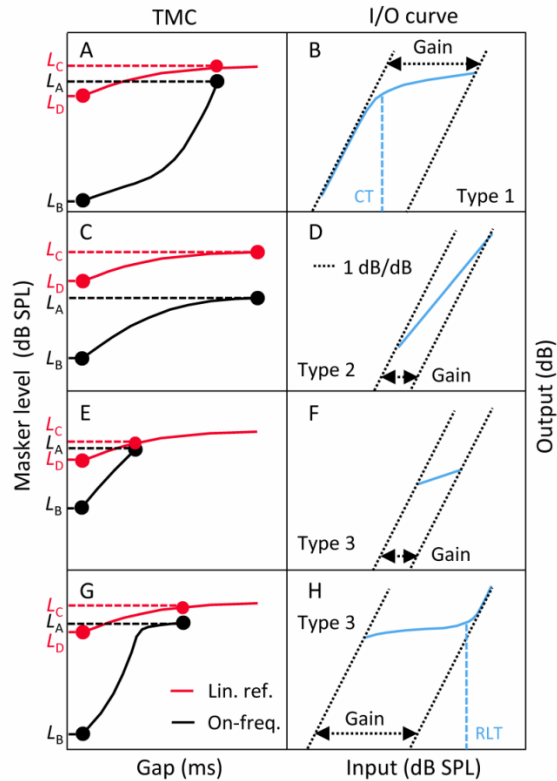 TMC
I/O curve
A
L_C
L_A
L_D
L_B
B
Gain
CT
Type 1
C
L_C
L_D
L_A
L_B
D
1 dB/dB
Type 2
Gain
E
L_C
L_A
L_D
L_B
F
Type 3
Gain
G
L_C
L_A
L_D
L_B
Lin. ref.
On-freq.
H
Type 3
Gain
RLT
Masker level (dB SPL)
Output (dB)
Gap (ms)
Input (dB SPL)